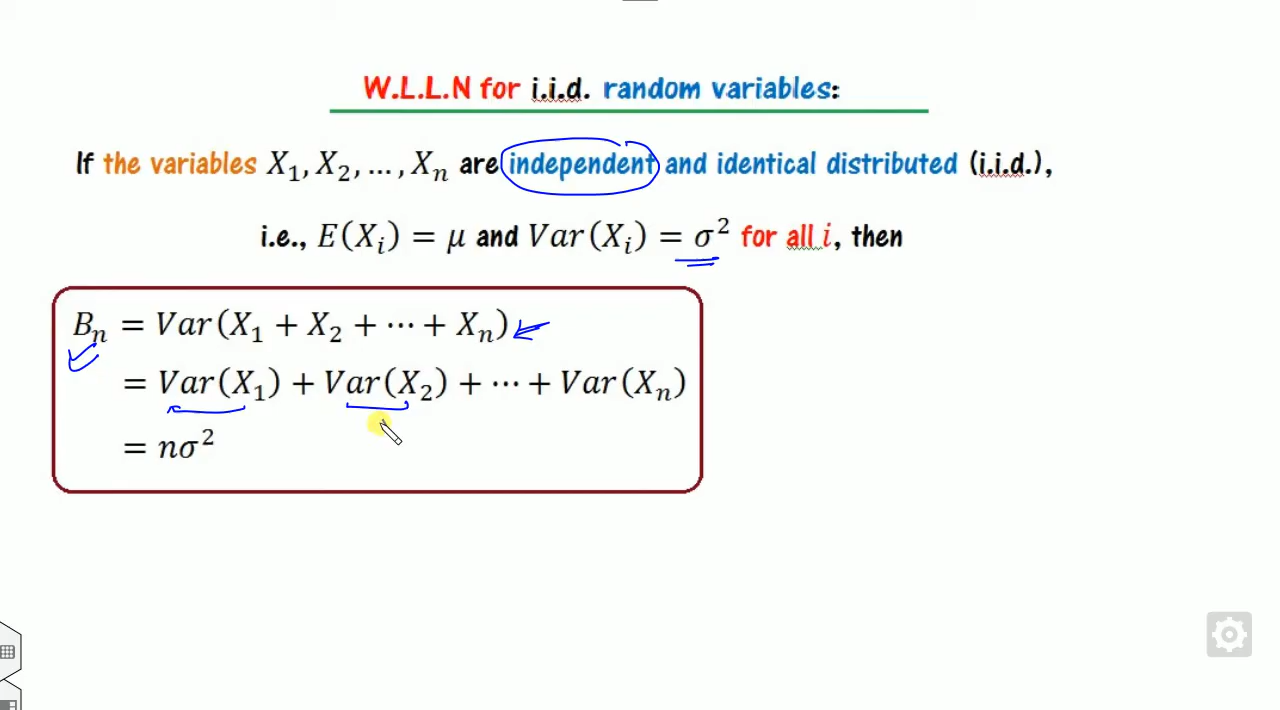 W.L.L.N for i.i.d. random variables:
If the variables X₁, X₂, ..., Xₙ are independent and identical distributed (i.i.d.),
i.e., E(Xᵢ) = μ and Var(Xᵢ) = σ² for all i, then
Bₙ = Var(X₁ + X₂ + ⋯ + Xₙ)
= Var(X₁) + Var(X₂) + ⋯ + Var(Xₙ)
= nσ²